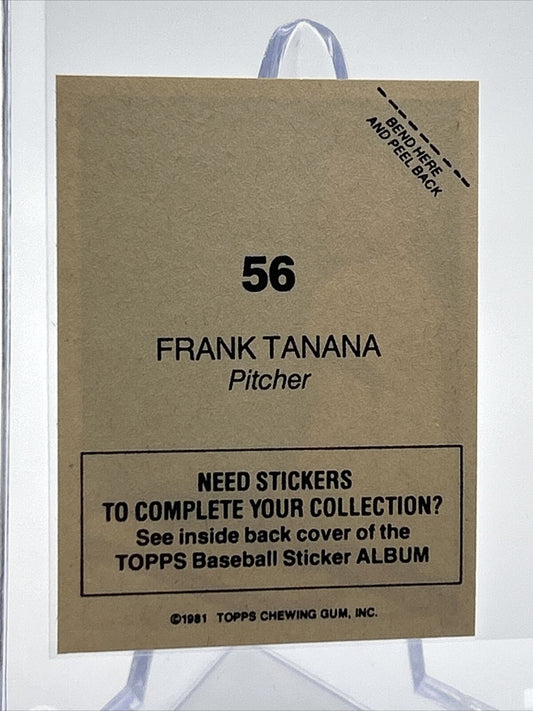 BEND HERE
AND PEEL BACK
56
FRANK TANANA
Pitcher
NEED STICKERS
TO COMPLETE YOUR COLLECTION?
See inside back cover of the
TOPPS Baseball Sticker ALBUM
©1981 TOPPS CHEWING GUM, INC.